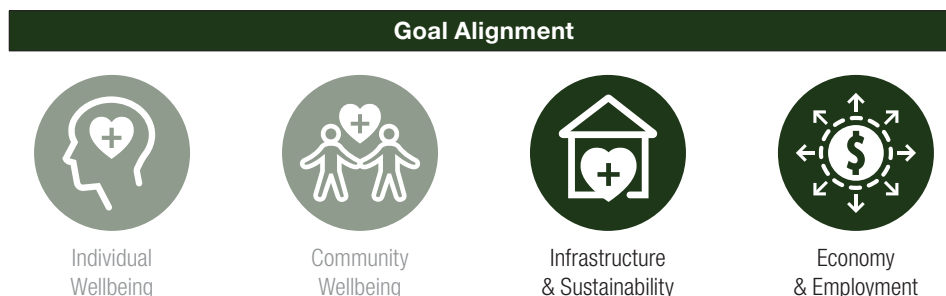 Goal Alignment
Individual
Wellbeing
Community
Wellbeing
Infrastructure
& Sustainability
Economy
& Employment